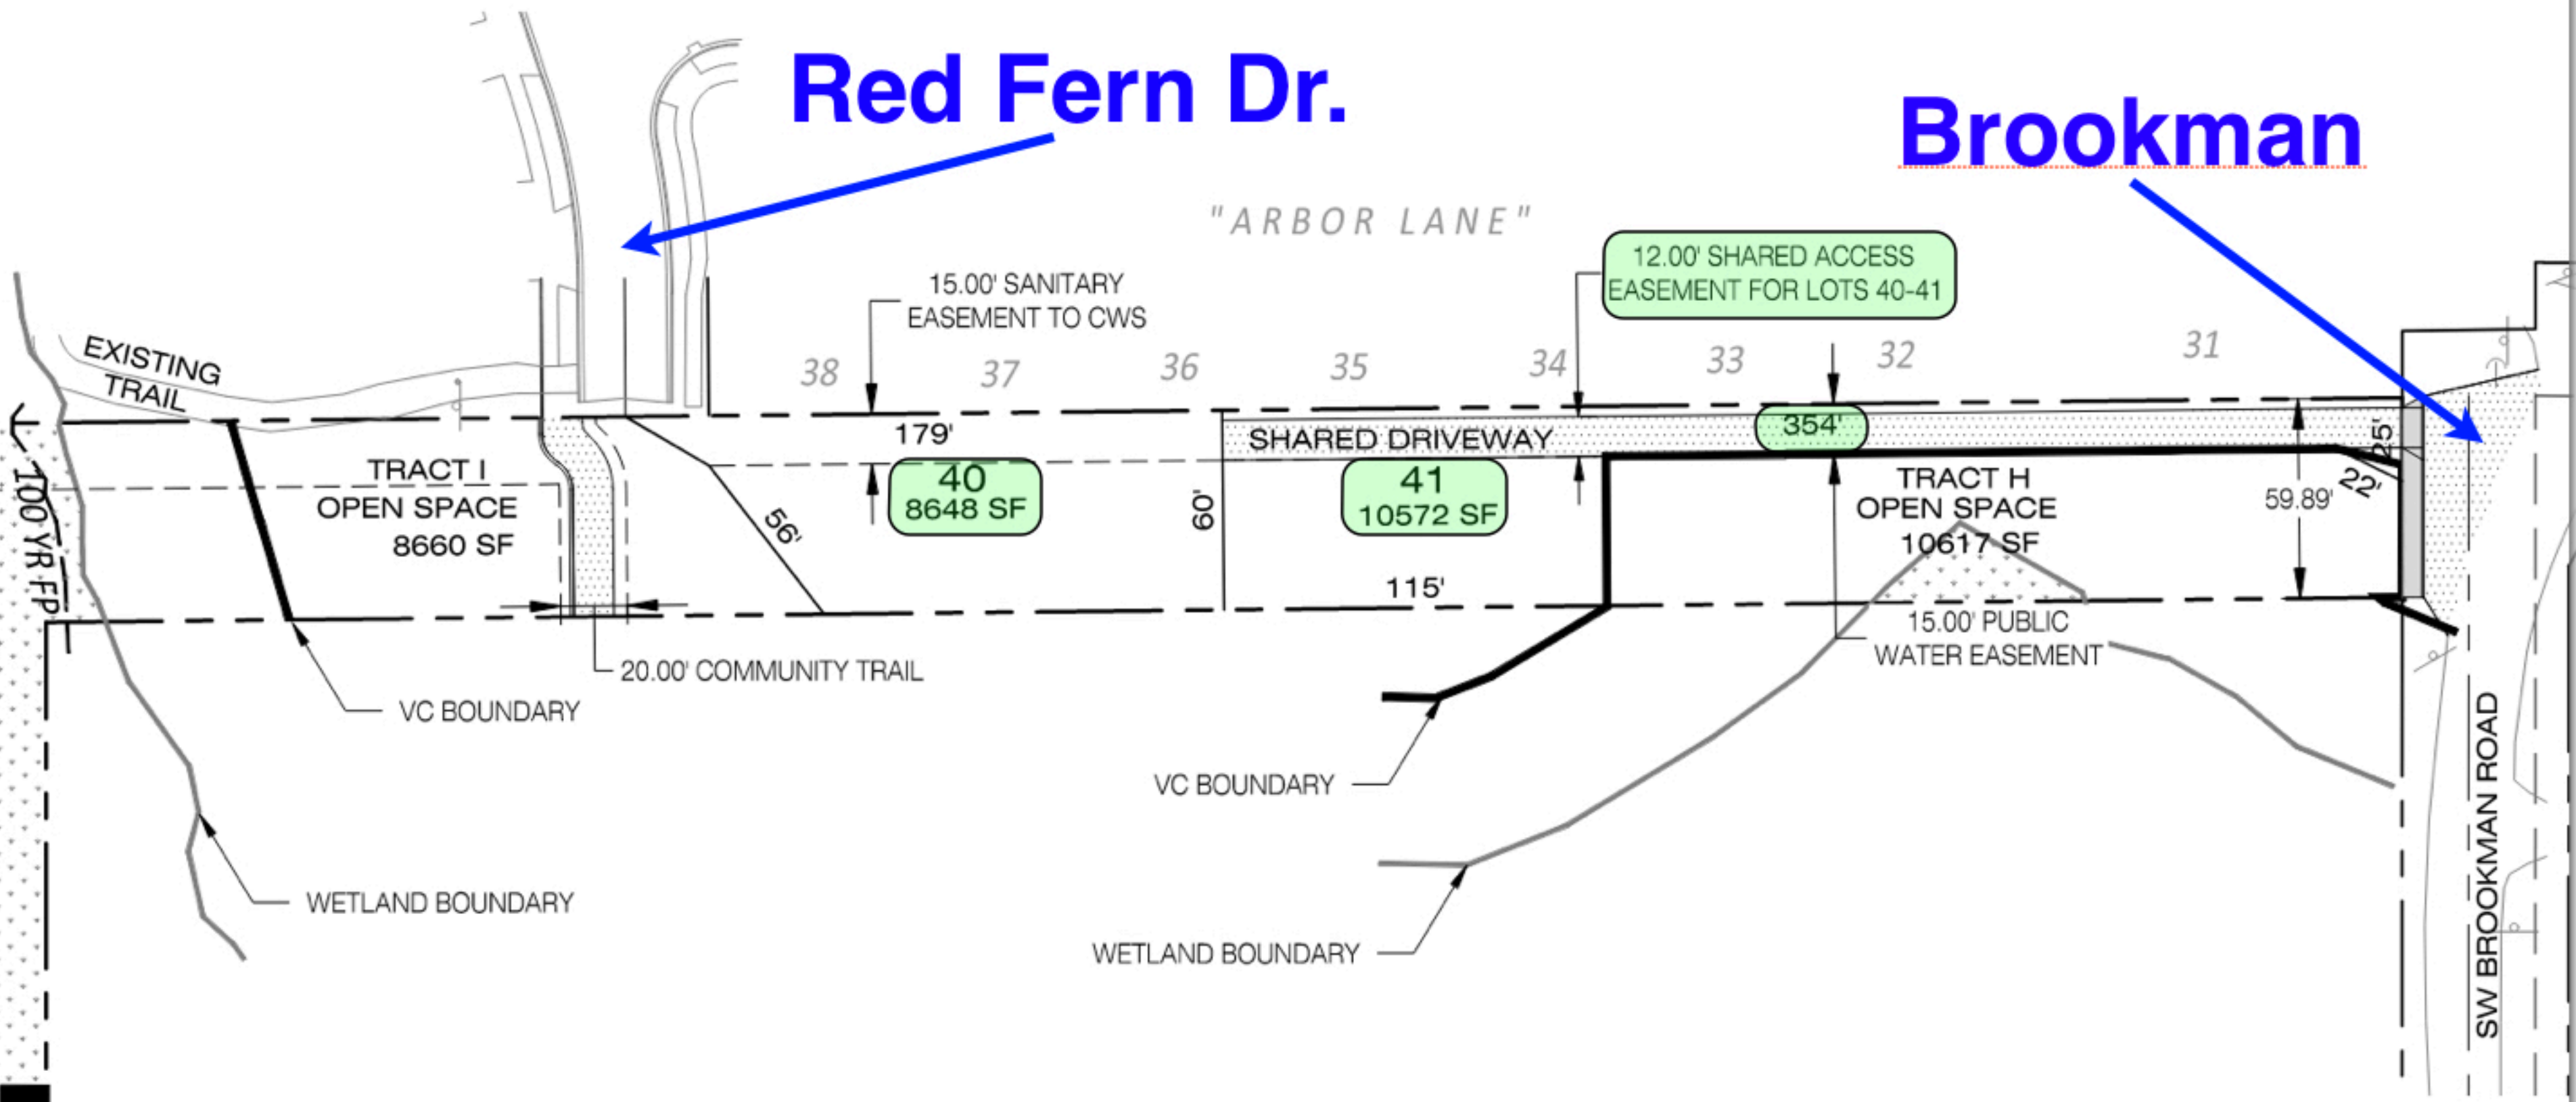 Red Fern Dr.
Brookman
"ARBOR LANE"
15.00' SANITARY
EASEMENT TO CWS
12.00' SHARED ACCESS
EASEMENT FOR LOTS 40-41
EXISTING
TRAIL
38
37
36
35
34
33
32
31
179'
SHARED DRIVEWAY
354'
25'
22'
TRACT I
OPEN SPACE
8660 SF
100 YR FP
56'
40
8648 SF
60'
41
10572 SF
115'
TRACT H
OPEN SPACE
10617 SF
59.89'
15.00' PUBLIC
WATER EASEMENT
20.00' COMMUNITY TRAIL
VC BOUNDARY
VC BOUNDARY
WETLAND BOUNDARY
WETLAND BOUNDARY
SW BROOKMAN ROAD